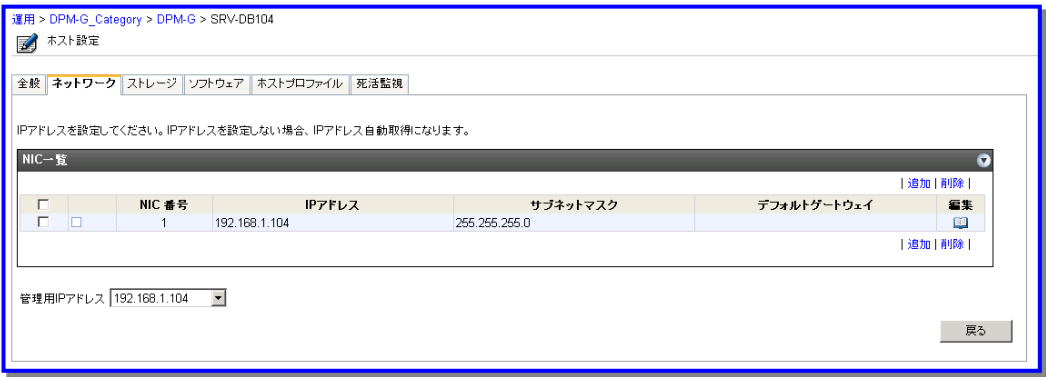 運用 > DPM-G_Category > DPM-G > SRV-DB104
ホスト設定
全般 ネットワーク ストレージ ソフトウェア ホストプロファイル 死活監視
IPアドレスを設定してください。IPアドレスを設定しない場合、IPアドレス自動取得になります。
NIC一覧
| 追加 | 削除 |
NIC 番号 IPアドレス サブネットマスク デフォルトゲートウェイ 編集
1 192.168.1.104 255.255.255.0
| 追加 | 削除 |
管理用IPアドレス 192.168.1.104
戻る